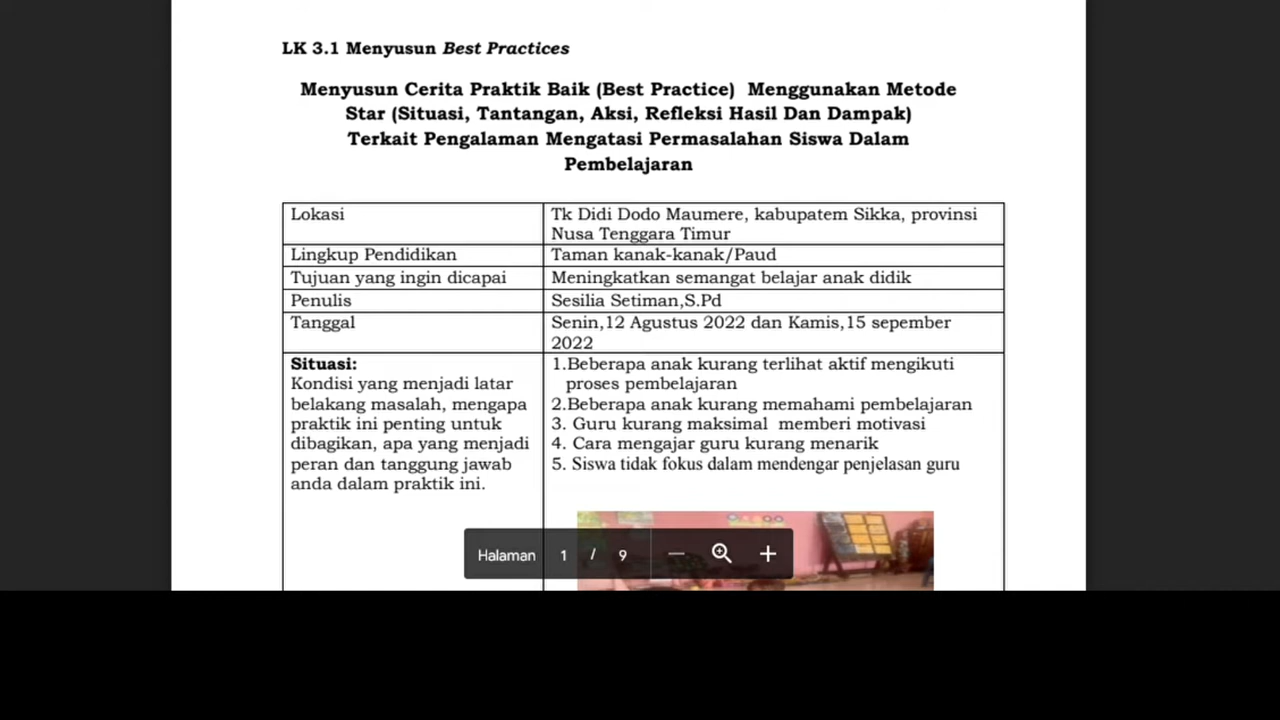 LK 3.1 Menyusun Best Practices
Menyusun Cerita Praktik Baik (Best Practice) Menggunakan Metode
Star (Situasi, Tantangan, Aksi, Refleksi Hasil Dan Dampak)
Terkait Pengalaman Mengatasi Permasalahan Siswa Dalam
Pembelajaran
Lokasi
Tk Didi Dodo Maumere, kabupatem Sikka, provinsi
Nusa Tenggara Timur
Lingkup Pendidikan
Taman kanak-kanak/Paud
Tujuan yang ingin dicapai
Meningkatkan semangat belajar anak didik
Penulis
Sesilia Setiman,S.Pd
Tanggal
Senin,12 Agustus 2022 dan Kamis,15 sepember
2022
Situasi:
Kondisi yang menjadi latar
belakang masalah, mengapa
praktik ini penting untuk
dibagikan, apa yang menjadi
peran dan tanggung jawab
anda dalam praktik ini.
1.Beberapa anak kurang terlihat aktif mengikuti
proses pembelajaran
2.Beberapa anak kurang memahami pembelajaran
3. Guru kurang maksimal memberi motivasi
4. Cara mengajar guru kurang menarik
5. Siswa tidak fokus dalam mendengar penjelasan guru
Halaman 1 / 9